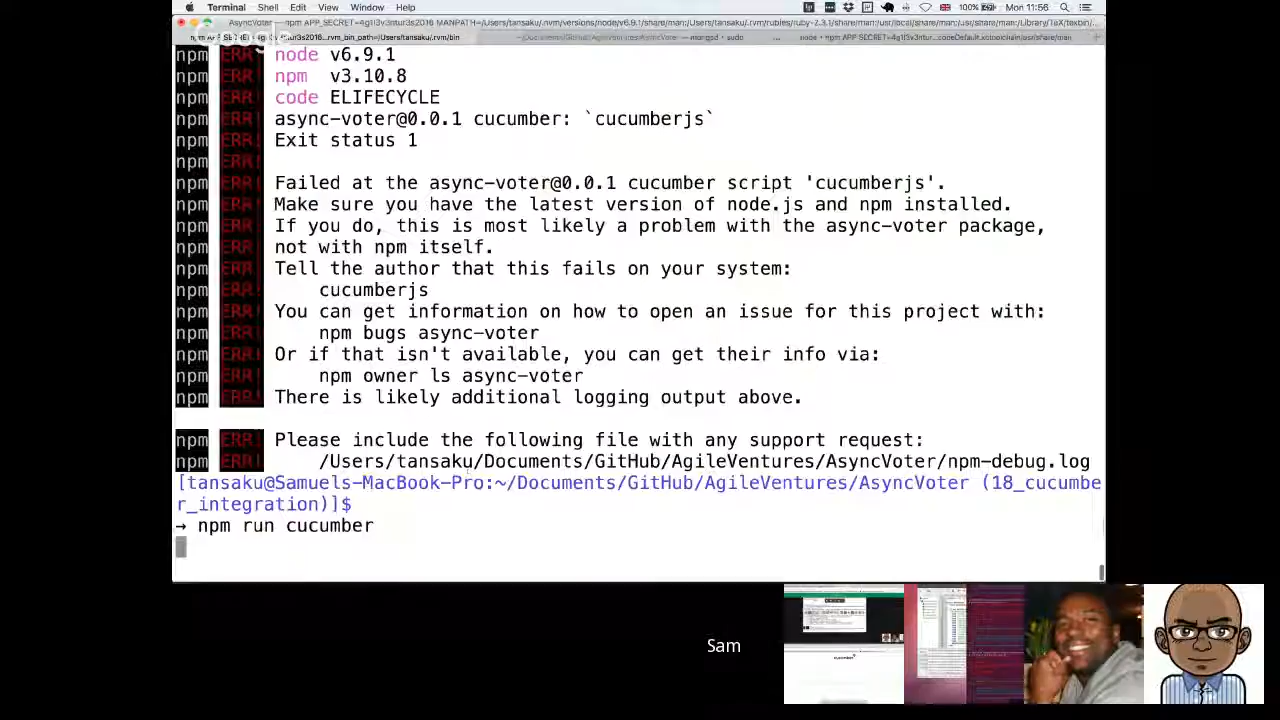 Terminal Shell Edit View Window Help 100% Mon 11:56
npm ERR! node v6.9.1
npm ERR! npm v3.10.8
npm ERR! code ELIFECYCLE
npm ERR! async-voter@0.0.1 cucumber: `cucumberjs`
npm ERR! Exit status 1
npm ERR!
npm ERR! Failed at the async-voter@0.0.1 cucumber script 'cucumberjs'.
npm ERR! Make sure you have the latest version of node.js and npm installed.
npm ERR! If you do, this is most likely a problem with the async-voter package,
npm ERR! not with npm itself.
npm ERR! Tell the author that this fails on your system:
npm ERR! cucumberjs
npm ERR! You can get information on how to open an issue for this project with:
npm ERR! npm bugs async-voter
npm ERR! Or if that isn't available, you can get their info via:
npm ERR! npm owner ls async-voter
npm ERR! There is likely additional logging output above.
npm ERR! Please include the following file with any support request:
npm ERR! /Users/tansaku/Documents/GitHub/AgileVentures/AsyncVoter/npm-debug.log
[tansaku@Samuels-MacBook-Pro:~/Documents/GitHub/AgileVentures/AsyncVoter (18_cucumbe
r_integration)]$
→ npm run cucumber
Sam
cucumber